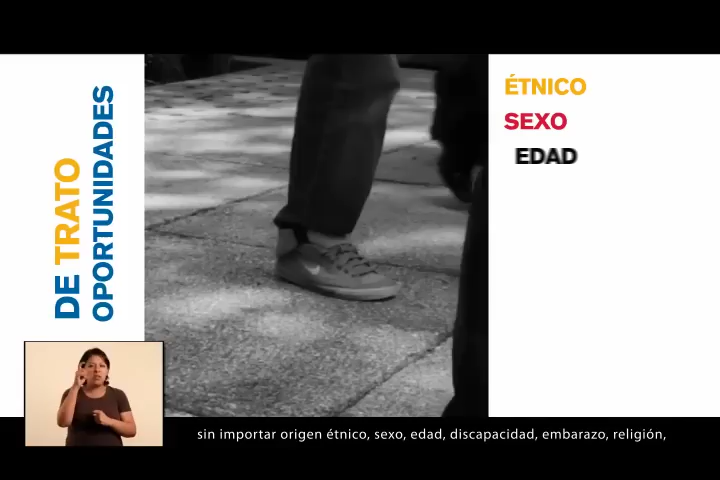 DE TRATO
OPORTUNIDADES
ÉTNICO
SEXO
EDAD
sin importar origen étnico, sexo, edad, discapacidad, embarazo, religión,